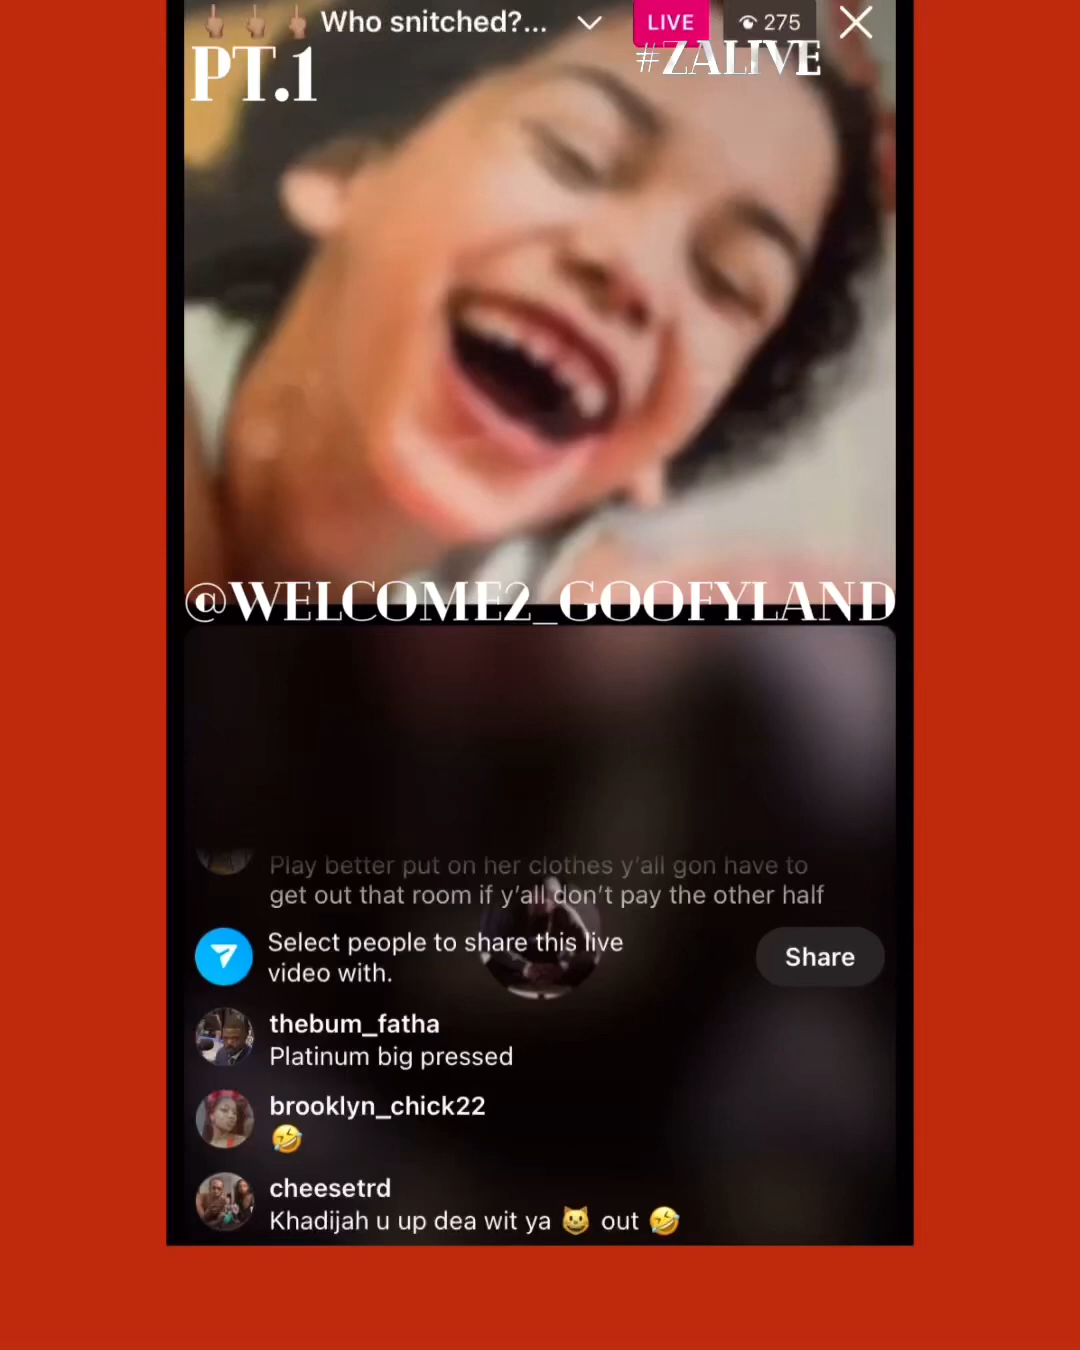 🖕🏽 🖕🏽 🖕🏽 Who snitched?...
LIVE
275
PT.1
#ZALIVE
@WELCOME2_GOOFYLAND
Play better put on her clothes y’all gon have to
get out that room if y’all don’t pay the other half
Select people to share this live
video with.
Share
thebum_fatha
Platinum big pressed
brooklyn_chick22
🤣
cheesetrd
Khadijah u up dea wit ya 😺 out 🤣